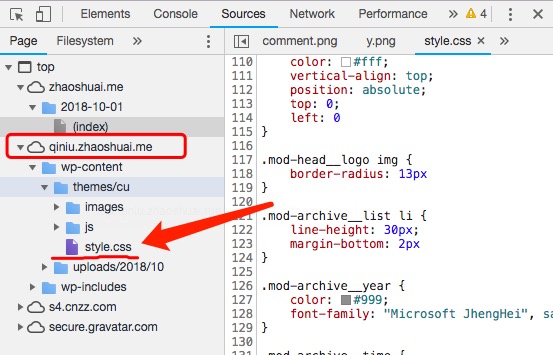 Elements Console Sources Network Performance » 4
Page Filesystem » comment.png y.png style.css × »
top
zhaoshuai.me
2018-10-01
(index)
qiniu.zhaoshuai.me
wp-content
themes/cu
images
js
style.css
uploads/2018/10
wp-includes
s4.cnzz.com
secure.gravatar.com
110 color: #fff;
111 vertical-align: top;
112 position: absolute;
113 top: 0;
114 left: 0
115 }
116
117 .mod-head__logo img {
118 border-radius: 13px
119 }
120
121 .mod-archive__list li {
122 line-height: 30px;
123 margin-bottom: 2px
124 }
125
126 .mod-archive__year {
127 color: #999;
128 font-family: "Microsoft JhengHei", sa
129 }
130
131 .mod-archive__time {